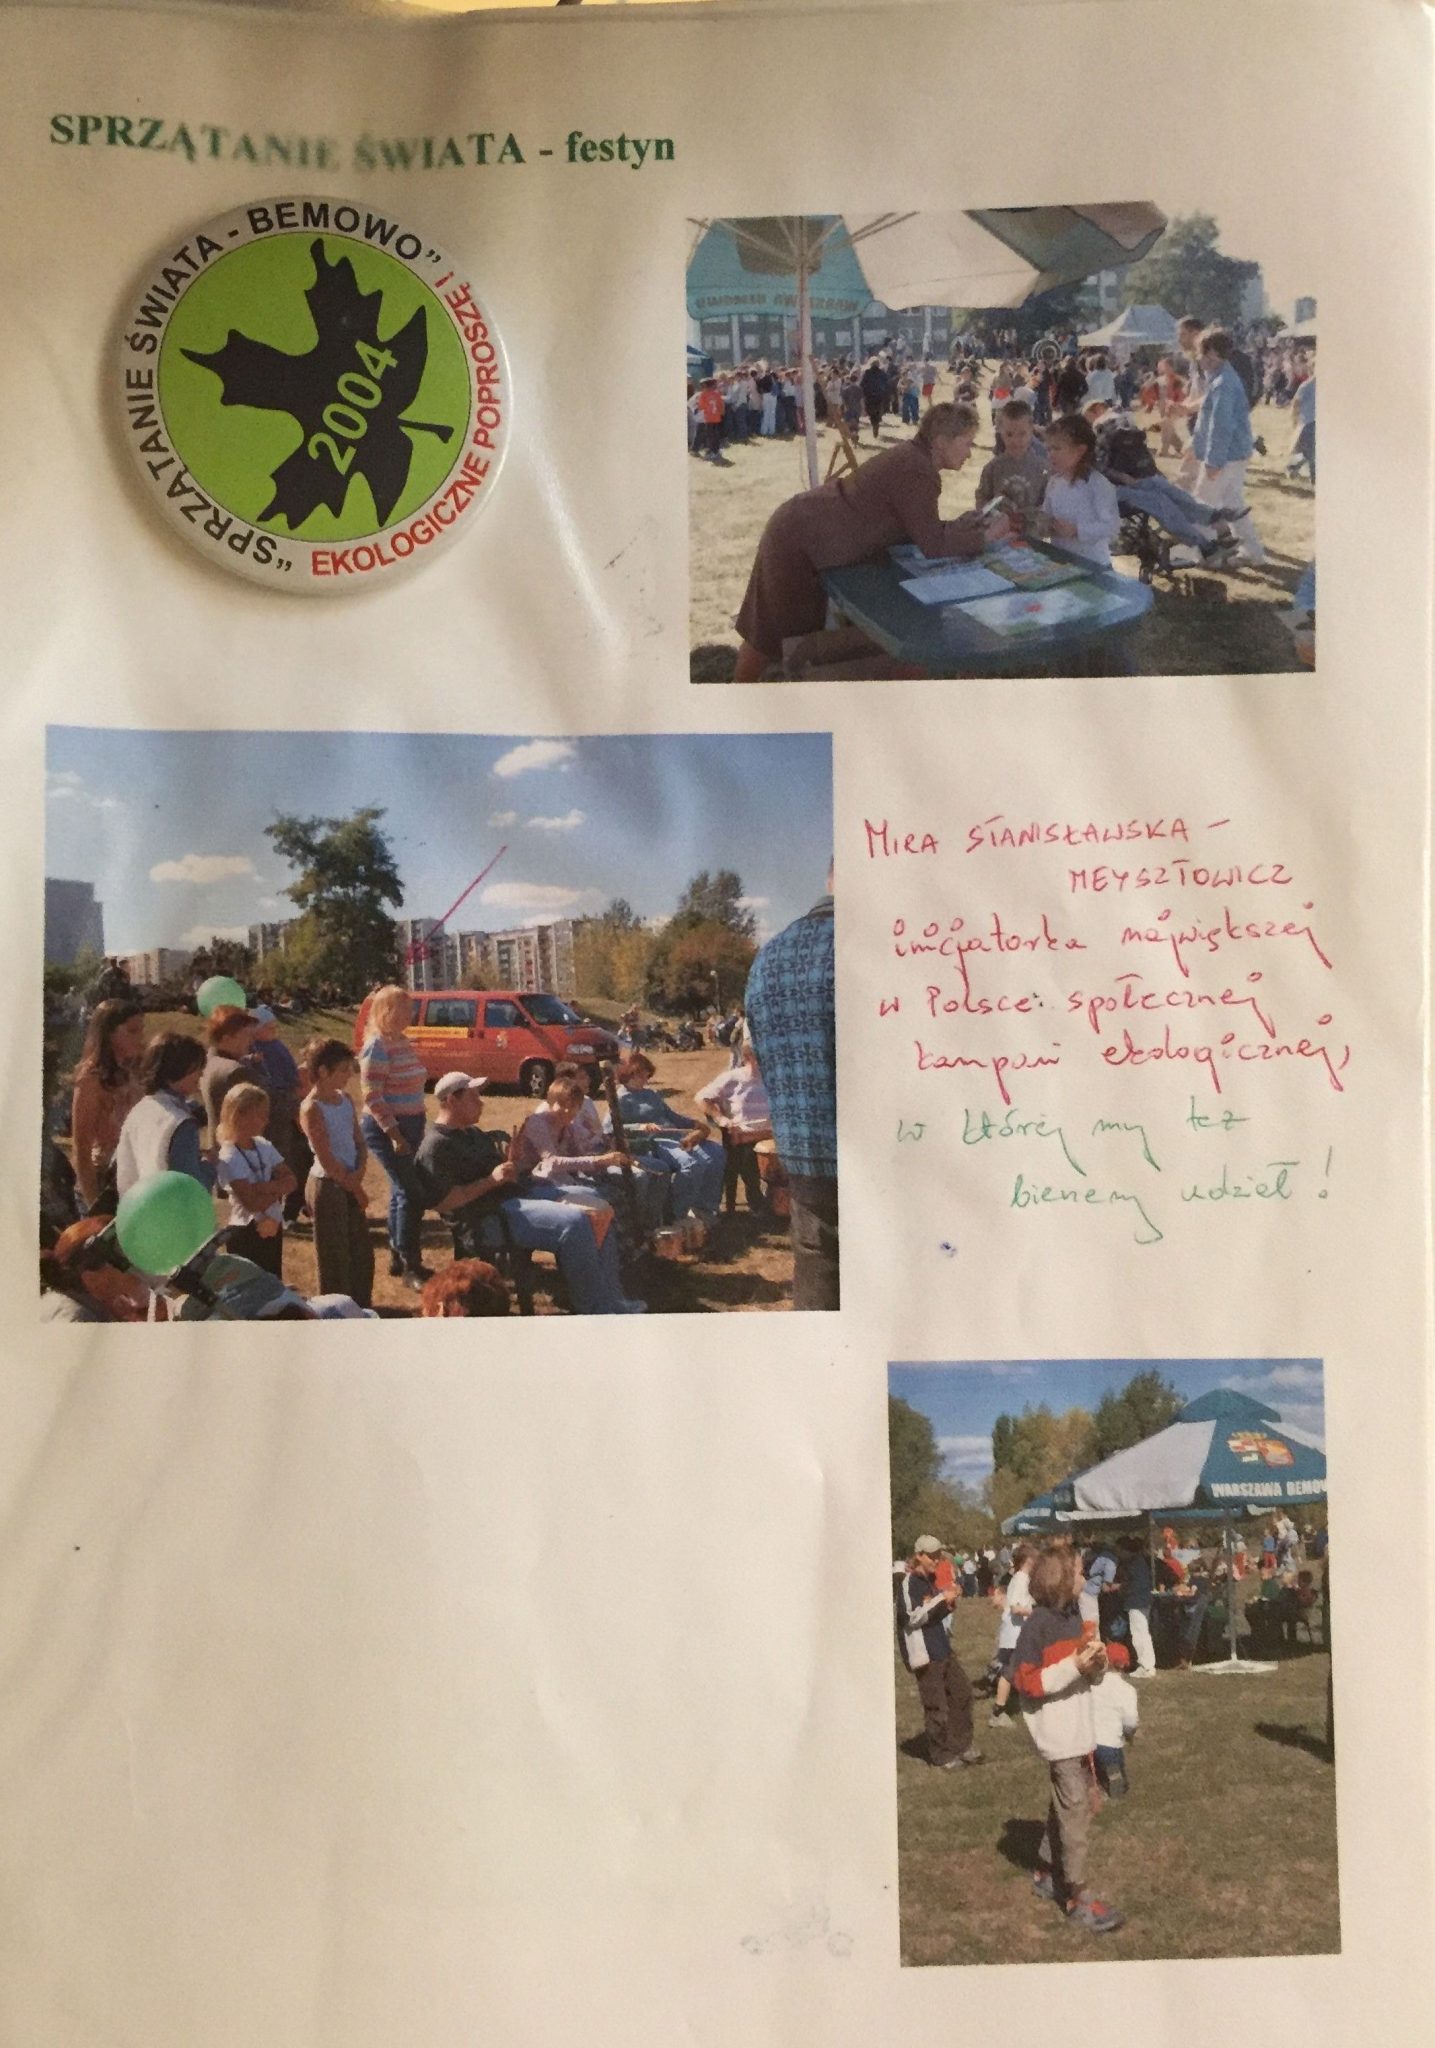 SPRZĄTANIE ŚWIATA - festyn
„SPRZĄTANIE ŚWIATA - BEMOWO”
EKOLOGICZNE POPROSZĘ!
2004
MIRA STANISŁAWSKA -
MEYSZTOWICZ
inicjatorka największej
w Polsce społecznej
kampanii ekologicznej,
w której my też
bierzemy udział!
WARSZAWA BEMOW